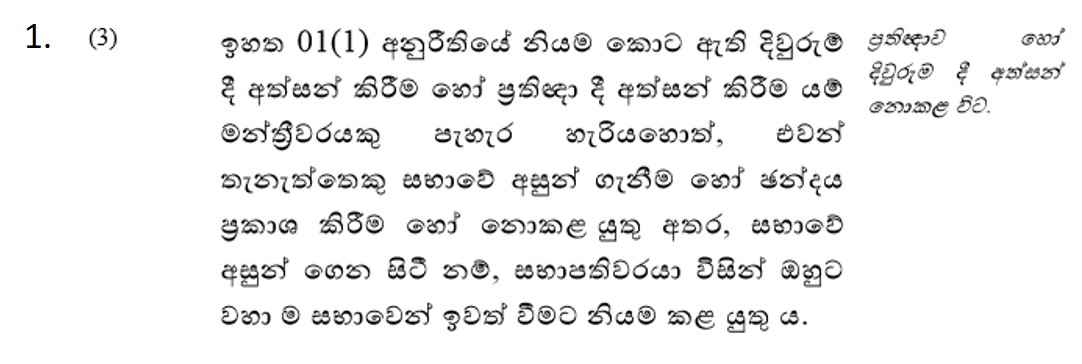 1. (3) ඉහත 01(1) අනුරීතියේ නියම කොට ඇති දිවුරුම්
දී අත්සන් කිරීම හෝ ප්‍රතිඥා දී අත්සන් කිරීම යම්
මන්ත්‍රීවරයකු පැහැර හැරියහොත්, එවන්
තැනැත්තෙකු සභාවේ අසුන් ගැනීම හෝ ඡන්දය
ප්‍රකාශ කිරීම හෝ නොකළ යුතු අතර, සභාවේ
අසුන් ගෙන සිටී නම්, සභාපතිවරයා විසින් ඔහුට
වහා ම සභාවෙන් ඉවත් වීමට නියම කළ යුතු ය.
ප්‍රතිඥාව හෝ
දිවුරුම දී අත්සන්
නොකළ විට.